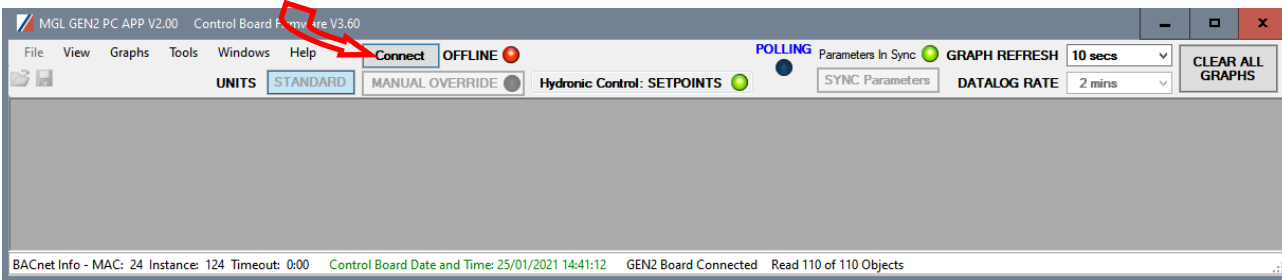 MGL GEN2 PC APP V2.00 Control Board Firmware V3.60
File View Graphs Tools Windows Help Connect OFFLINE POLLING Parameters In Sync GRAPH REFRESH 10 secs CLEAR ALL GRAPHS
UNITS STANDARD MANUAL OVERRIDE Hydronic Control: SETPOINTS SYNC Parameters DATALOG RATE 2 mins
BACnet Info - MAC: 24 Instance: 124 Timeout: 0:00 Control Board Date and Time: 25/01/2021 14:41:12 GEN2 Board Connected Read 110 of 110 Objects